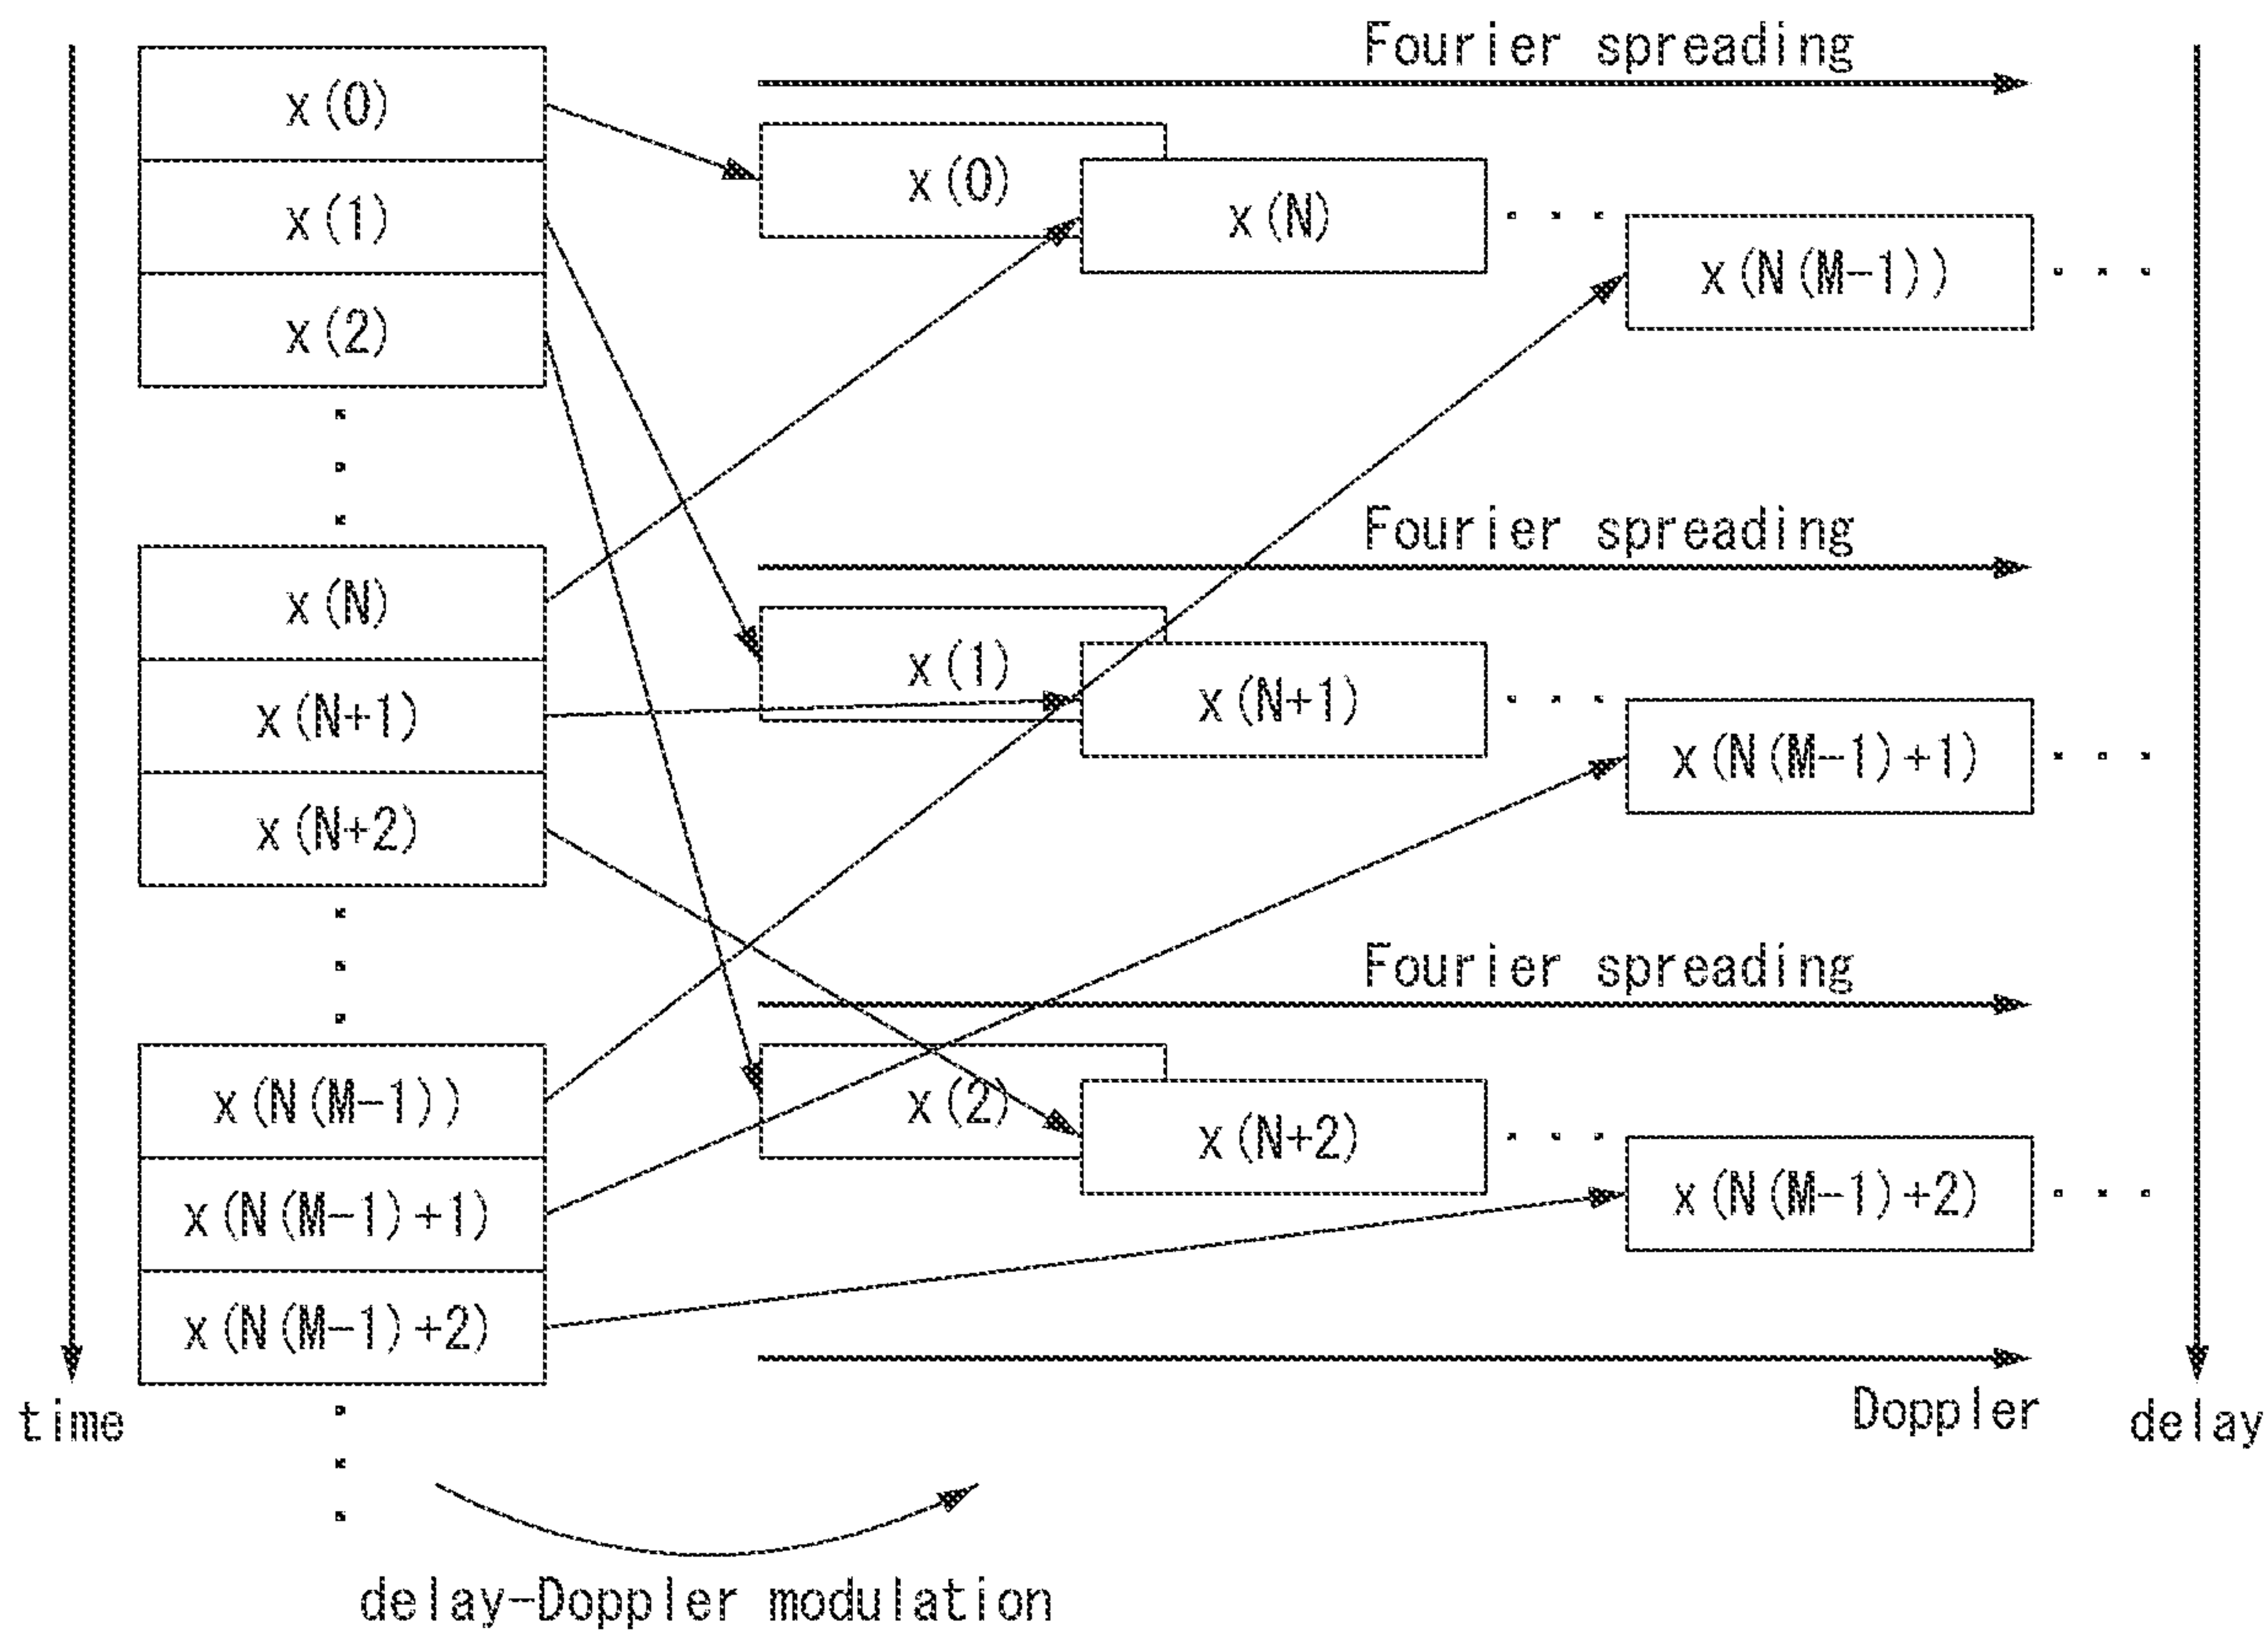 Fourier spreading
x(0)
x(1)
x(2)
x(0)
x(N)
x(N(M-1))
Fourier spreading
x(N)
x(N+1)
x(N+2)
x(1)
x(N+1)
x(N(M-1)+1)
Fourier spreading
x(N(M-1))
x(N(M-1)+1)
x(N(M-1)+2)
x(2)
x(N+2)
x(N(M-1)+2)
time
Doppler
delay
delay-Doppler modulation